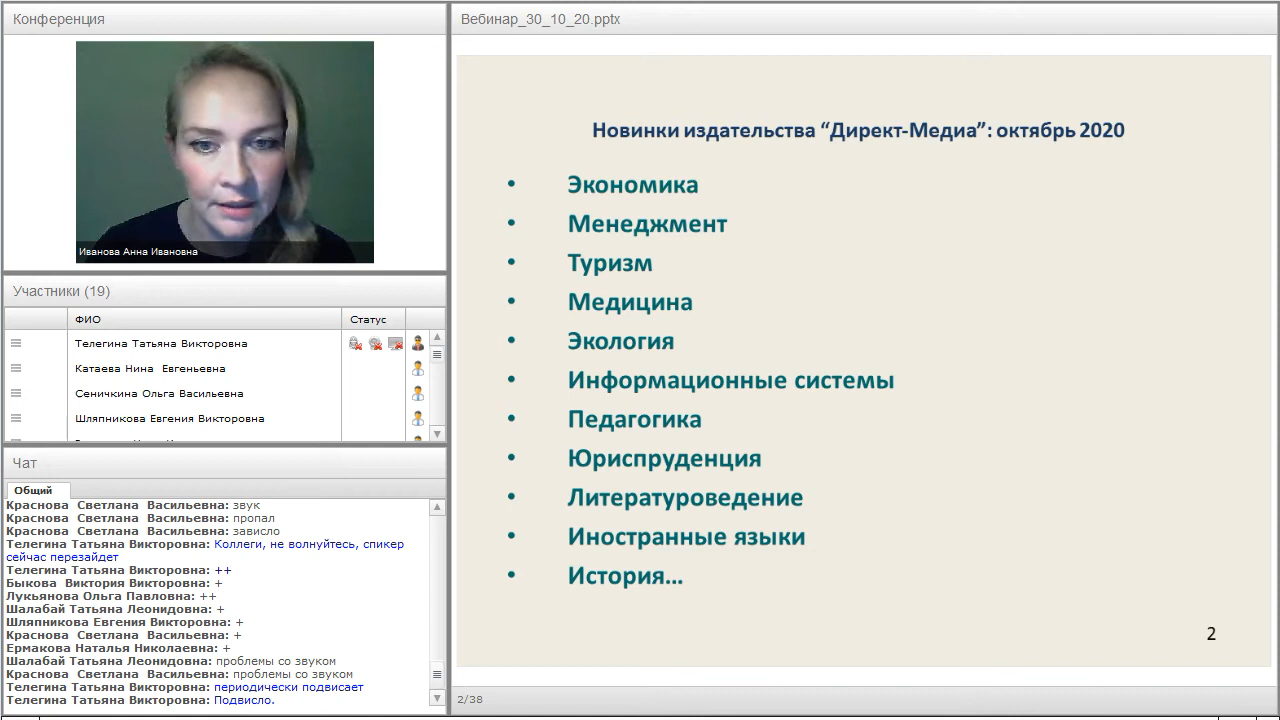 Конференция
Иванова Анна Ивановна
Участники (19)
ФИО Статус
Телегина Татьяна Викторовна
Катаева Нина Евгеньевна
Сеничкина Ольга Васильевна
Шляпникова Евгения Викторовна
Чат
Общий
Краснова Светлана Васильевна: звук
Краснова Светлана Васильевна: пропал
Краснова Светлана Васильевна: зависло
Телегина Татьяна Викторовна: Коллеги, не волнуйтесь, спикер
сейчас перезайдет
Телегина Татьяна Викторовна: ++
Быкова Виктория Викторовна: +
Лукьянова Ольга Павловна: ++
Шалабай Татьяна Леонидовна: +
Шляпникова Евгения Викторовна: +
Краснова Светлана Васильевна: +
Ермакова Наталья Николаевна: +
Шалабай Татьяна Леонидовна: проблемы со звуком
Краснова Светлана Васильевна: проблемы со звуком
Телегина Татьяна Викторовна: периодически подвисает
Телегина Татьяна Викторовна: Подвисло.
Вебинар_30_10_20.pptx
Новинки издательства “Директ-Медиа”: октябрь 2020
• Экономика
• Менеджмент
• Туризм
• Медицина
• Экология
• Информационные системы
• Педагогика
• Юриспруденция
• Литературоведение
• Иностранные языки
• История…
2
2/38